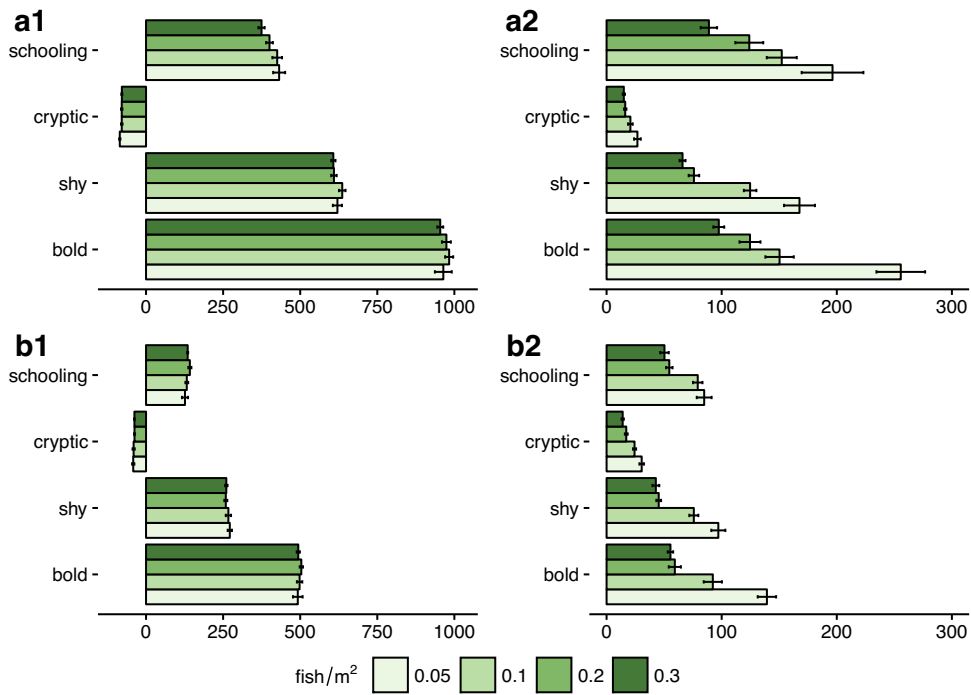 a1
schooling
cryptic
shy
bold
0 250 500 750 1000
a2
schooling
cryptic
shy
bold
0 100 200 300
b1
schooling
cryptic
shy
bold
0 250 500 750 1000
b2
schooling
cryptic
shy
bold
0 100 200 300
fish/m² 0.05 0.1 0.2 0.3